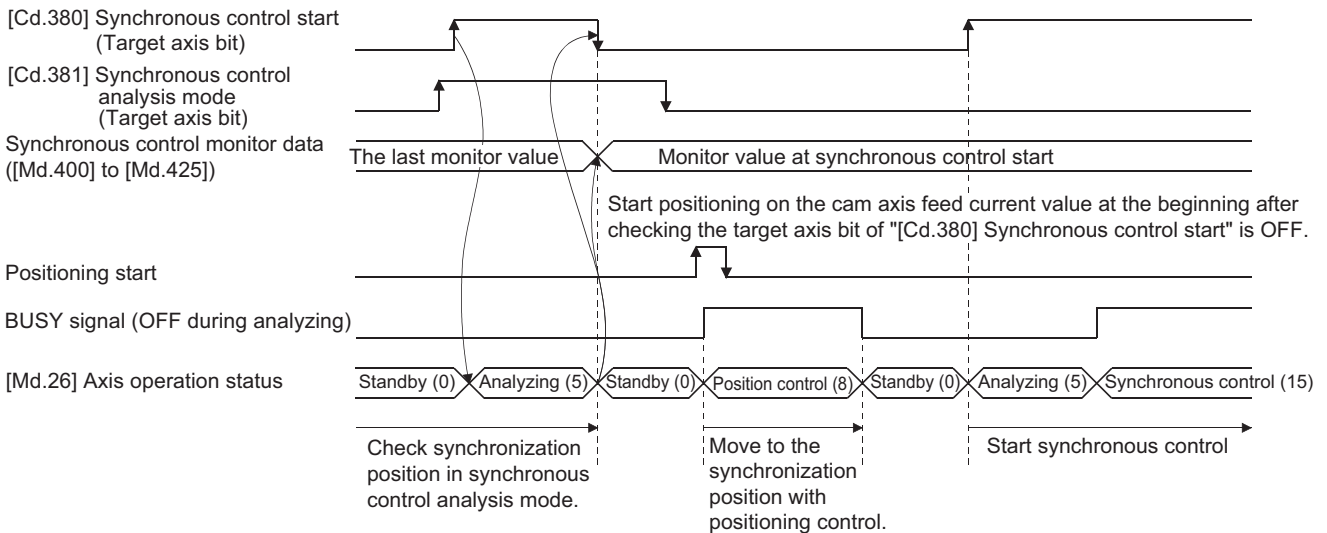 [Cd.380] Synchronous control start
(Target axis bit)
[Cd.381] Synchronous control
analysis mode
(Target axis bit)
Synchronous control monitor data
([Md.400] to [Md.425])
The last monitor value
Monitor value at synchronous control start
Start positioning on the cam axis feed current value at the beginning after
checking the target axis bit of "[Cd.380] Synchronous control start" is OFF.
Positioning start
BUSY signal (OFF during analyzing)
[Md.26] Axis operation status
Standby (0)
Analyzing (5)
Standby (0)
Position control (8)
Standby (0)
Analyzing (5)
Synchronous control (15)
Check synchronization
position in synchronous
control analysis mode.
Move to the
synchronization
position with
positioning control.
Start synchronous control